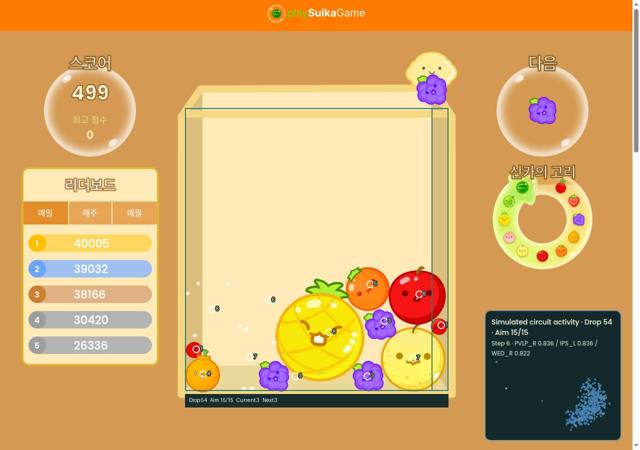 playSuikaGame
스코어
499
최고 점수
0
다음
신카의 고리
리더보드
매일
매주
매월
1 40005
2 39032
3 38166
4 30420
5 26336
Simulated circuit activity · Drop 54
· Aim 15/15
Step 6 · PVLP_R 0.836 / IPS_L 0.836 /
WED_R 0.822
Drop54 Aim 15/15 Current3 Next3